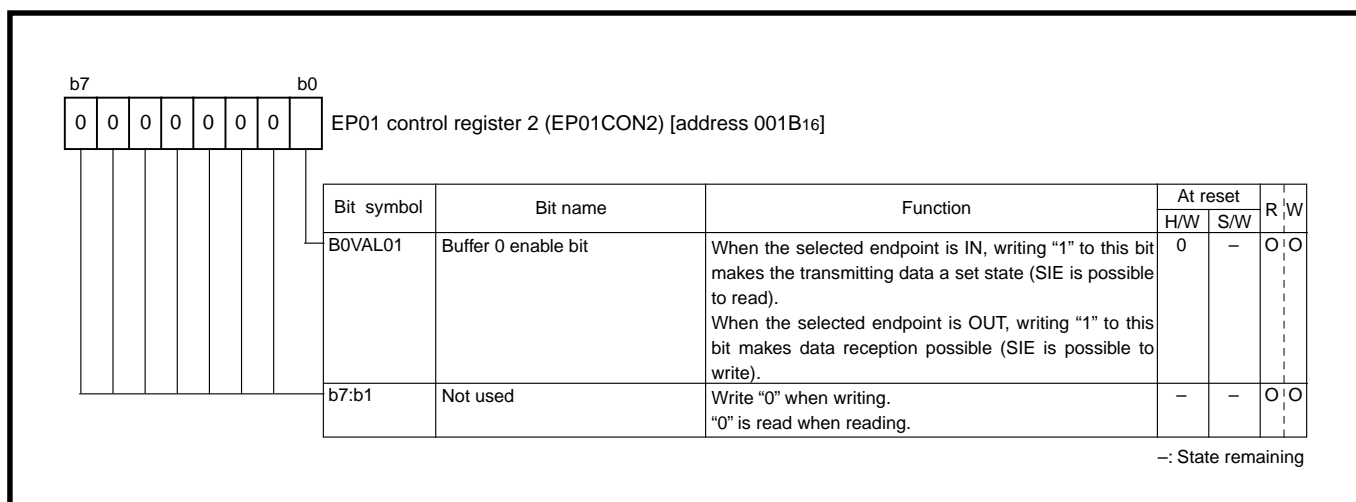 b7 b0
0 0 0 0 0 0 0 EP01 control register 2 (EP01CON2) [address 001B16]
Bit symbol Bit name Function At reset R W
H/W S/W
B0VAL01 Buffer 0 enable bit When the selected endpoint is IN, writing “1” to this bit 0 – O O
makes the transmitting data a set state (SIE is possible
to read).
When the selected endpoint is OUT, writing “1” to this
bit makes data reception possible (SIE is possible to
write).
b7:b1 Not used Write “0” when writing. – – O O
“0” is read when reading.
–: State remaining